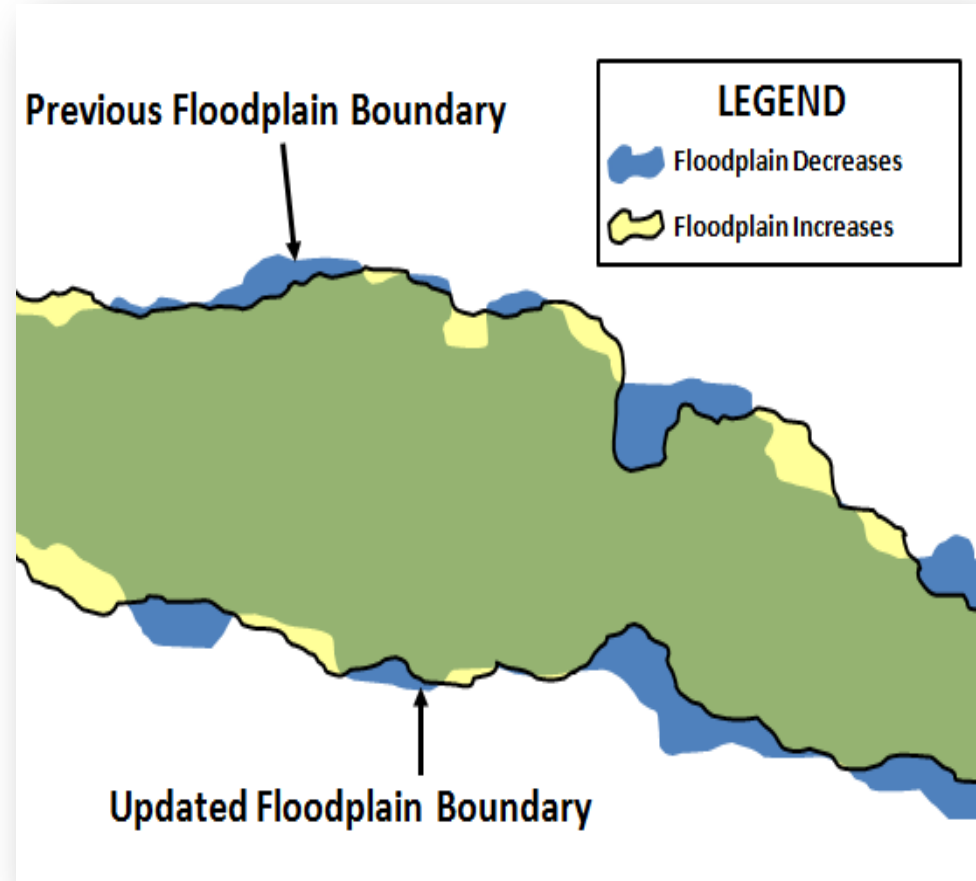 Previous Floodplain Boundary
LEGEND
Floodplain Decreases
Floodplain Increases
Updated Floodplain Boundary